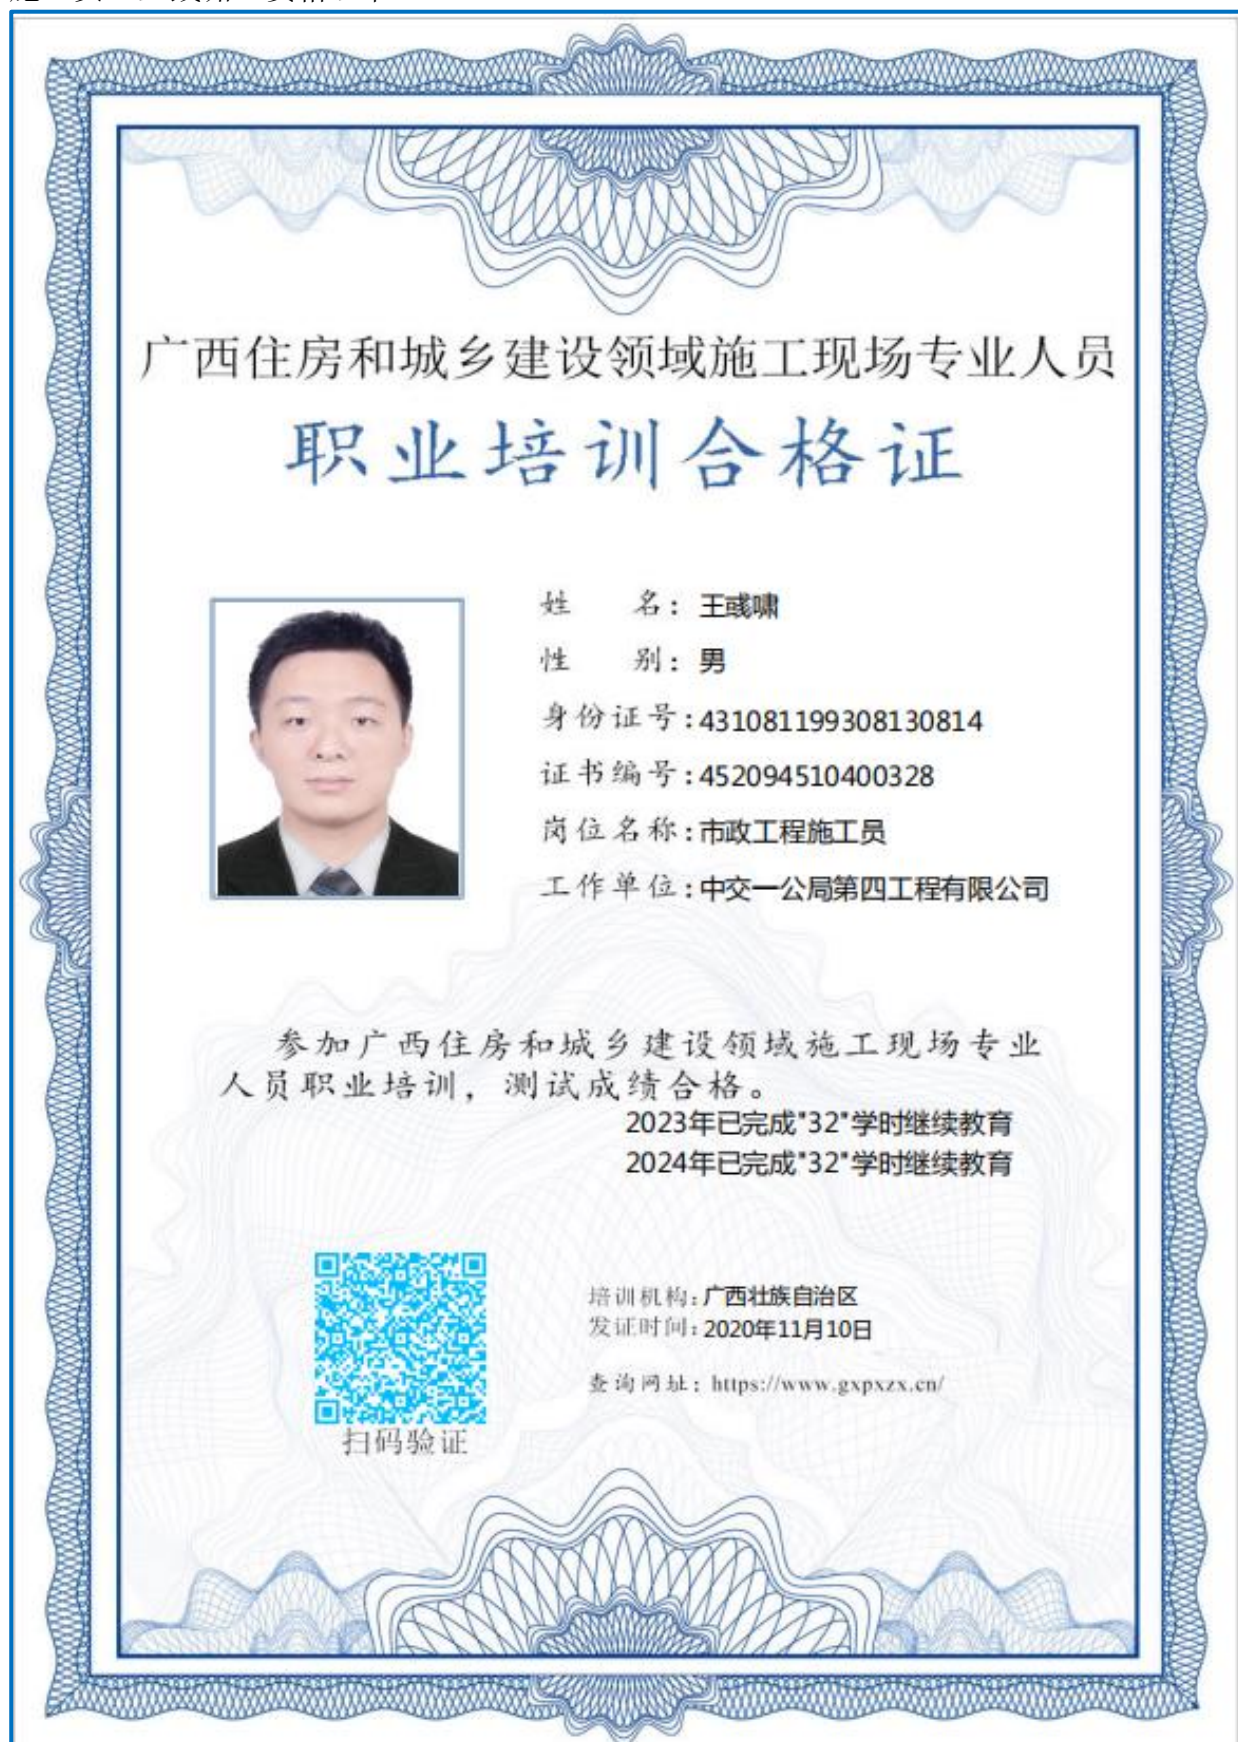 广西住房和城乡建设领域施工现场专业人员
职业培训合格证
姓 名：王彧啸
性 别：男
身份证号：431081199308130814
证书编号：452094510400328
岗位名称：市政工程施工员
工作单位：中交一公局第四工程有限公司
参加广西住房和城乡建设领域施工现场专业
人员职业培训，测试成绩合格。
2023年已完成"32"学时继续教育
2024年已完成"32"学时继续教育
培训机构：广西壮族自治区
发证时间：2020年11月10日
查询网址：https://www.gxpxzx.cn/
扫码验证